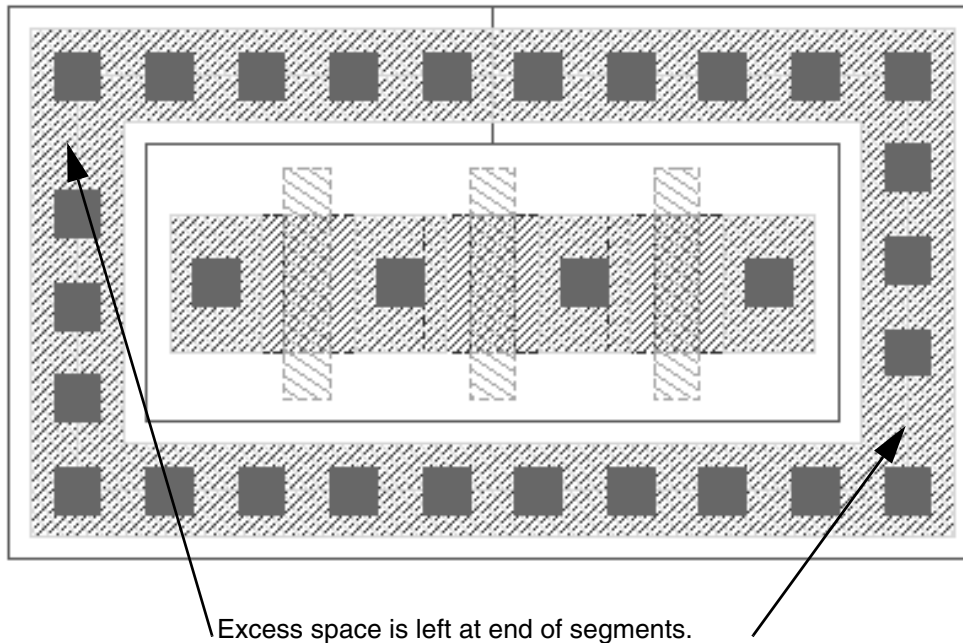 Excess space is left at end of segments.